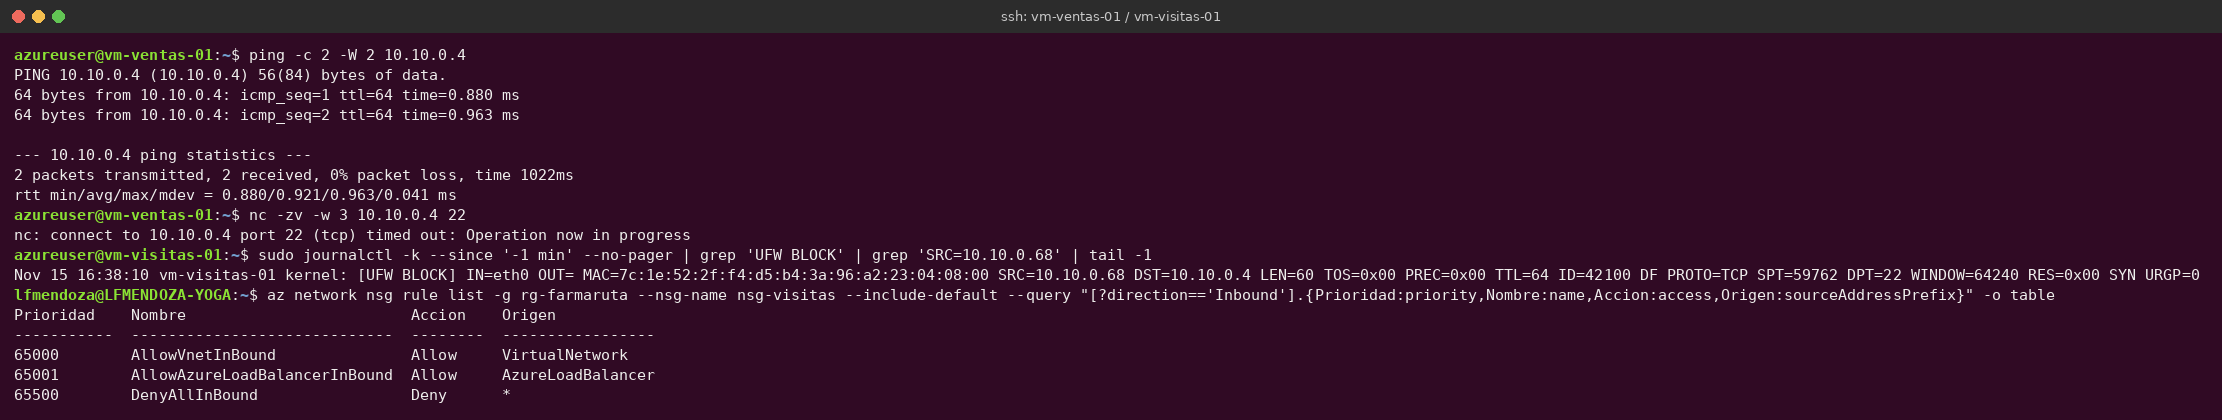 ssh: vm-ventas-01 / vm-visitas-01
azureuser@vm-ventas-01:~$ ping -c 2 -W 2 10.10.0.4
PING 10.10.0.4 (10.10.0.4) 56(84) bytes of data.
64 bytes from 10.10.0.4: icmp_seq=1 ttl=64 time=0.880 ms
64 bytes from 10.10.0.4: icmp_seq=2 ttl=64 time=0.963 ms

--- 10.10.0.4 ping statistics ---
2 packets transmitted, 2 received, 0% packet loss, time 1022ms
rtt min/avg/max/mdev = 0.880/0.921/0.963/0.041 ms
azureuser@vm-ventas-01:~$ nc -zv -w 3 10.10.0.4 22
nc: connect to 10.10.0.4 port 22 (tcp) timed out: Operation now in progress
azureuser@vm-visitas-01:~$ sudo journalctl -k --since '-1 min' --no-pager | grep 'UFW BLOCK' | grep 'SRC=10.10.0.68' | tail -1
Nov 15 16:38:10 vm-visitas-01 kernel: [UFW BLOCK] IN=eth0 OUT= MAC=7c:1e:52:2f:f4:d5:b4:3a:96:a2:23:04:08:00 SRC=10.10.0.68 DST=10.10.0.4 LEN=60 TOS=0x00 PREC=0x00 TTL=64 ID=42100 DF PROTO=TCP SPT=59762 DPT=22 WINDOW=64240 RES=0x00 SYN URGP=0
lfmendoza@LFMENDOZA-YOGA:~$ az network nsg rule list -g rg-farmaruta --nsg-name nsg-visitas --include-default --query "[?direction=='Inbound'].{Prioridad:priority,Nombre:name,Accion:access,Origen:sourceAddressPrefix}" -o table
Prioridad    Nombre                         Accion    Origen
-----------  -----------------------------  --------  -----------------
65000        AllowVnetInBound               Allow     VirtualNetwork
65001        AllowAzureLoadBalancerInBound  Allow     AzureLoadBalancer
65500        DenyAllInBound                 Deny      *